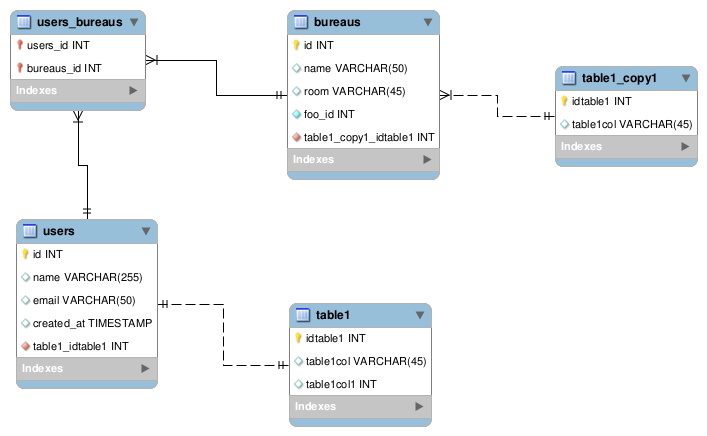 users_bureaus
users_id INT
bureaus_id INT
Indexes
bureaus
id INT
name VARCHAR(50)
room VARCHAR(45)
foo_id INT
table1_copy1_idtable1 INT
Indexes
table1_copy1
idtable1 INT
table1col VARCHAR(45)
Indexes
users
id INT
name VARCHAR(255)
email VARCHAR(50)
created_at TIMESTAMP
table1_idtable1 INT
Indexes
table1
idtable1 INT
table1col VARCHAR(45)
table1col1 INT
Indexes